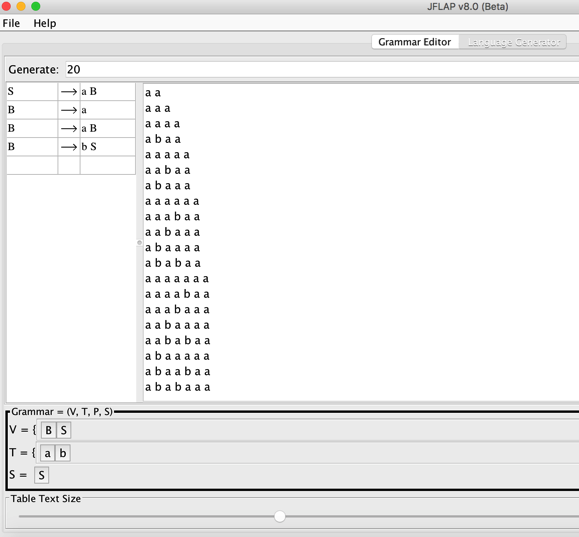 JFLAP v8.0 (Beta)
File Help
Grammar Editor Language Generator
Generate: 20
S → a B
B → a
B → a B
B → b S
a a
a a a
a a a a
a b a a
a a a a a
a a b a a
a b a a a
a a a a a a
a a a b a a
a a b a a a
a b a a a a
a b a b a a
a a a a a a a
a a a a b a a
a a a b a a a
a a b a a a a
a a b a b a a
a b a a a a a
a b a a b a a
a b a b a a a
Grammar = (V, T, P, S)
V = { B S
T = { a b
S = S
Table Text Size